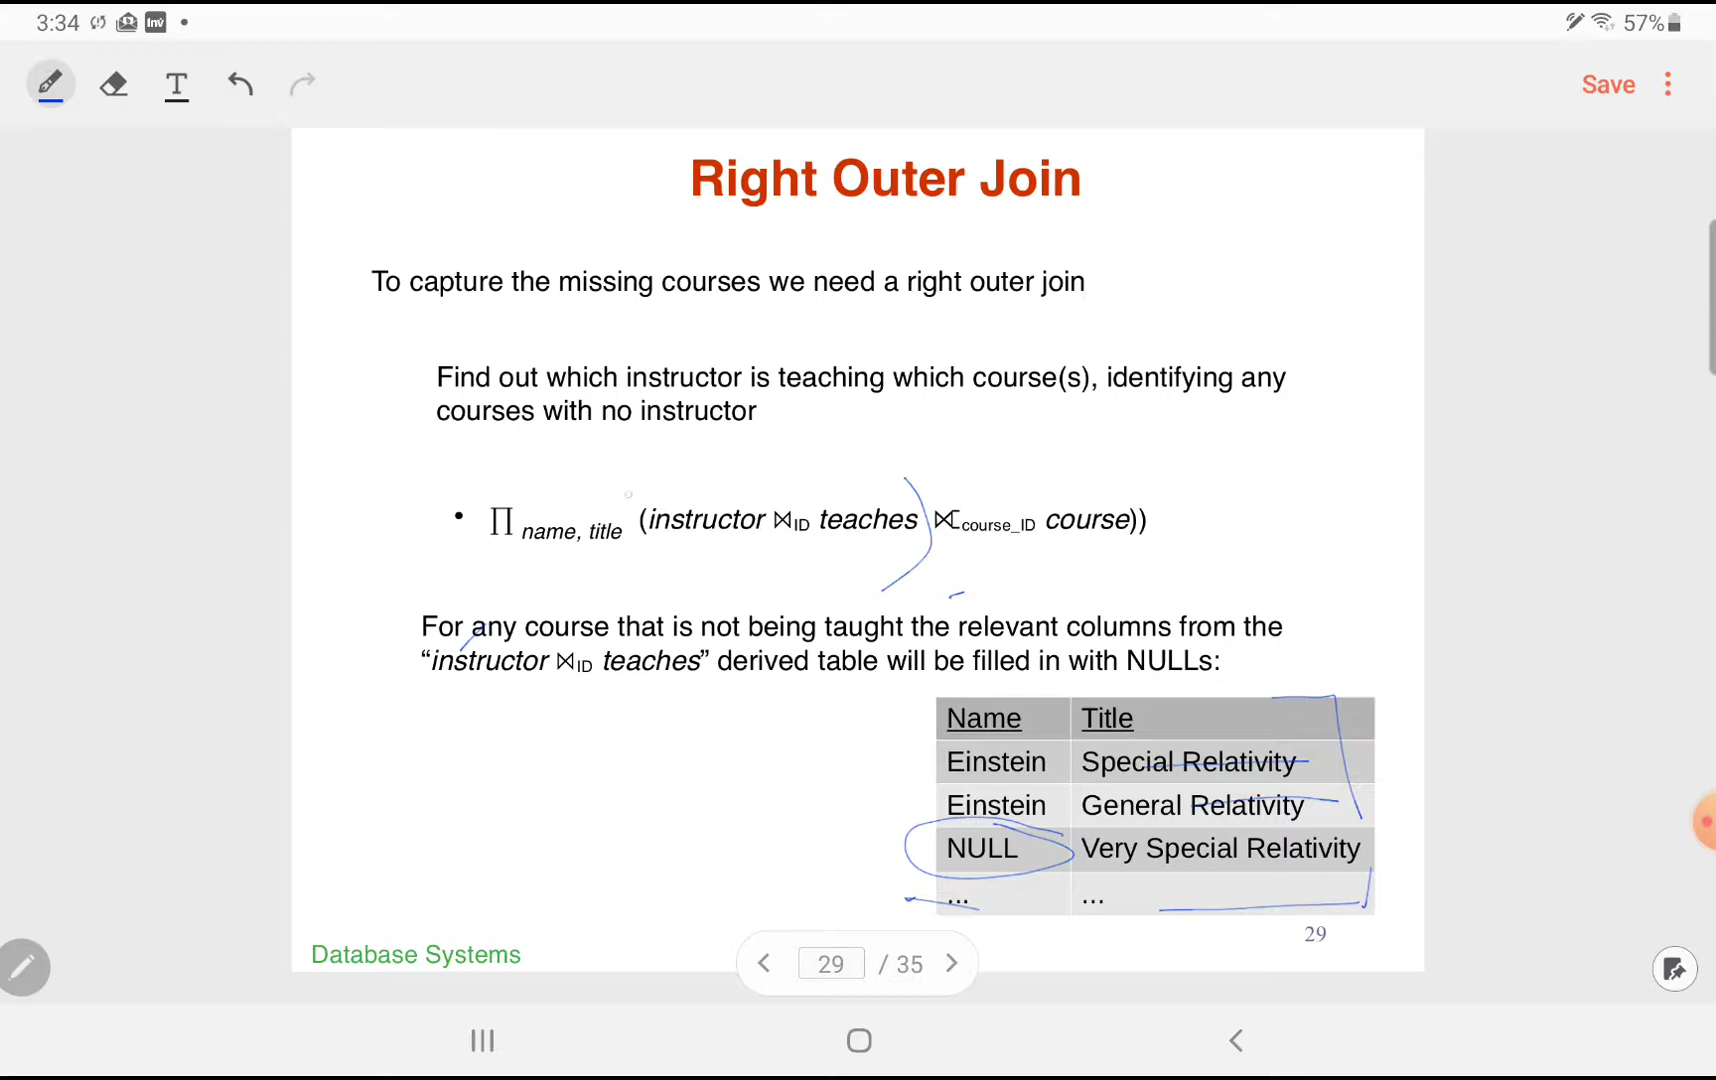 3:34
Inv
57%
T
Save
Right Outer Join
To capture the missing courses we need a right outer join
Find out which instructor is teaching which course(s), identifying any
courses with no instructor
• ∏ name, title (instructor ⋈ID teaches ⟖course_ID course))
For any course that is not being taught the relevant columns from the
“instructor ⋈ID teaches” derived table will be filled in with NULLs:
Name Title
Einstein Special Relativity
Einstein General Relativity
NULL Very Special Relativity
... ...
29
Database Systems
29 / 35